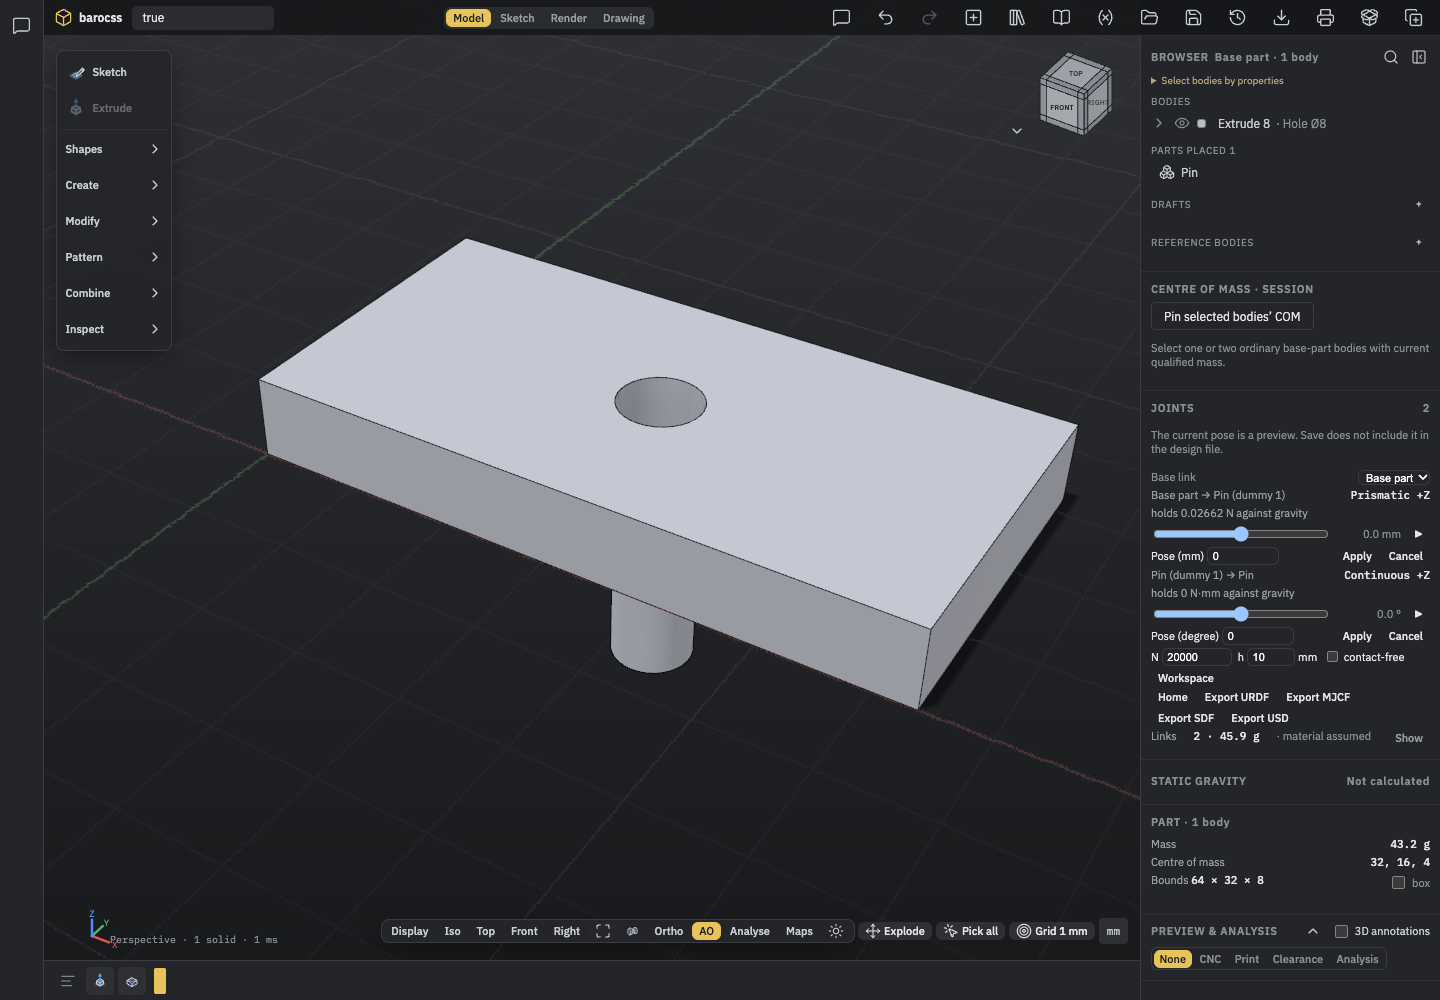 barocss
true
Model
Sketch
Render
Drawing
Sketch
Extrude
Shapes
Create
Modify
Pattern
Combine
Inspect
TOP
FRONT
RIGHT
BROWSER Base part · 1 body
Select bodies by properties
BODIES
Extrude 8 · Hole Ø8
PARTS PLACED 1
Pin
DRAFTS +
REFERENCE BODIES +
CENTRE OF MASS · SESSION
Pin selected bodies’ COM
Select one or two ordinary base-part bodies with current
qualified mass.
JOINTS 2
The current pose is a preview. Save does not include it in
the design file.
Base link Base part
Base part → Pin (dummy 1) Prismatic +Z
holds 0.02662 N against gravity
0.0 mm
Pose (mm) 0 Apply Cancel
Pin (dummy 1) → Pin Continuous +Z
holds 0 N·mm against gravity
0.0 °
Pose (degree) 0 Apply Cancel
N 20000 h 10 mm contact-free
Workspace
Home Export URDF Export MJCF
Export SDF Export USD
Links 2 · 45.9 g · material assumed Show
STATIC GRAVITY Not calculated
PART · 1 body
Mass 43.2 g
Centre of mass 32, 16, 4
Bounds 64 × 32 × 8 box
PREVIEW & ANALYSIS 3D annotations
None CNC Print Clearance Analysis
Z
Y
X
Perspective · 1 solid · 1 ms
Display Iso Top Front Right Ortho AO Analyse Maps Explode Pick all Grid 1 mm mm